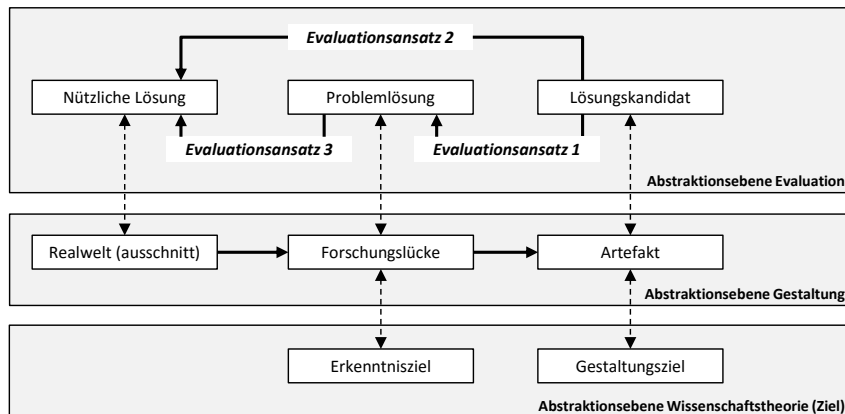 Evaluationsansatz 2
Nützliche Lösung
Problemlösung
Lösungskandidat
Evaluationsansatz 3
Evaluationsansatz 1
Abstraktionsebene Evaluation
Realwelt (ausschnitt)
Forschungslücke
Artefakt
Abstraktionsebene Gestaltung
Erkenntnisziel
Gestaltungsziel
Abstraktionsebene Wissenschaftstheorie (Ziel)